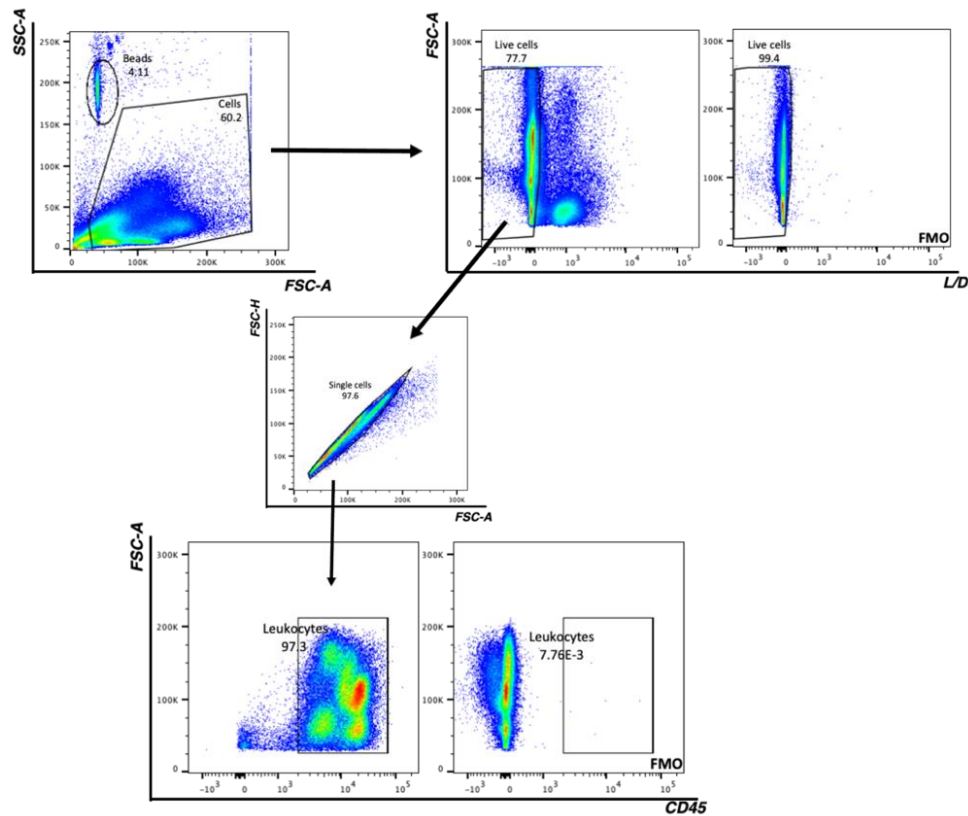 SSC-A
250K
200K
150K
100K
50K
0
Beads
4.11
Cells
60.2
0
100K
200K
300K
FSC-A
FSC-A
300K
200K
100K
0
Live cells
77.7
-10³
0
10³
10⁴
10⁵
300K
200K
100K
0
Live cells
99.4
FMO
-10³
0
10³
10⁴
10⁵
L/D
FSC-H
250K
200K
150K
100K
50K
0
Single cells
97.6
0
100K
200K
300K
FSC-A
FSC-A
300K
200K
100K
0
Leukocytes
97.3
-10³
0
10³
10⁴
10⁵
300K
200K
100K
0
Leukocytes
7.76E-3
FMO
-10³
0
10³
10⁴
10⁵
CD45